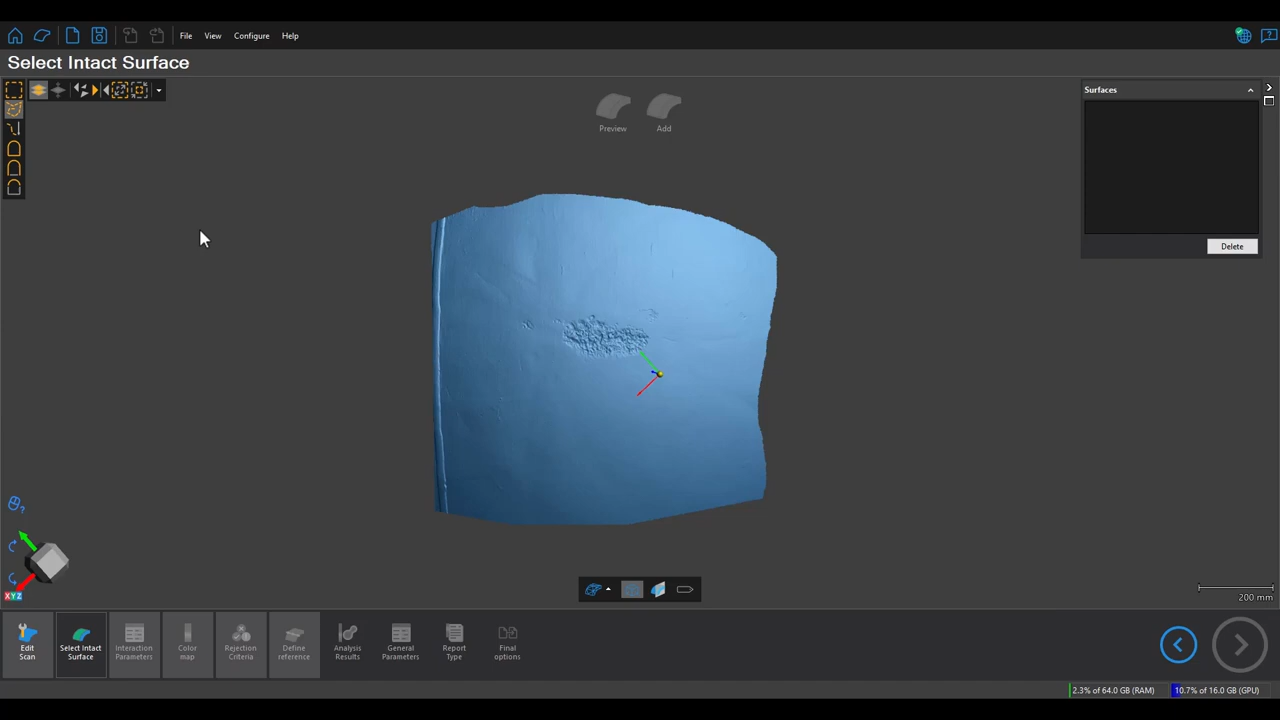 File View Configure Help
Select Intact Surface
Preview Add
Surfaces
Delete
XYZ
200 mm
Edit Scan
Select Intact Surface
Interaction Parameters
Color map
Rejection Criteria
Define reference
Analysis Results
General Parameters
Report Type
Final options
2.3% of 64.0 GB (RAM) 10.7% of 16.0 GB (GPU)